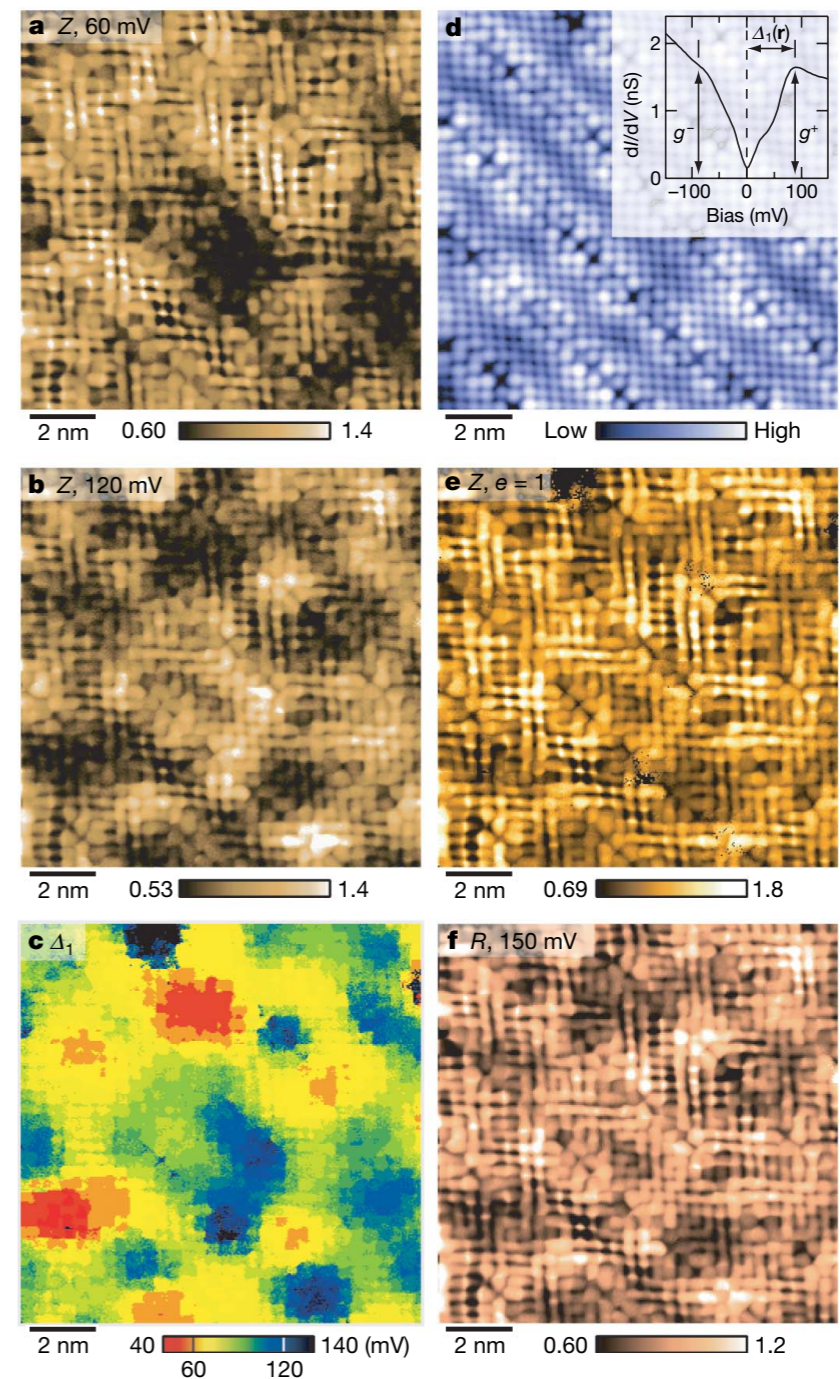 a Z, 60 mV
2 nm 0.60 1.4
b Z, 120 mV
2 nm 0.53 1.4
c Δ₁
2 nm 40 140 (mV)
60 120
d
Δ₁(r)
2
1
0
dI/dV (nS)
g⁻
g⁺
−100 0 100
Bias (mV)
2 nm Low High
e Z, e = 1
2 nm 0.69 1.8
f R, 150 mV
2 nm 0.60 1.2